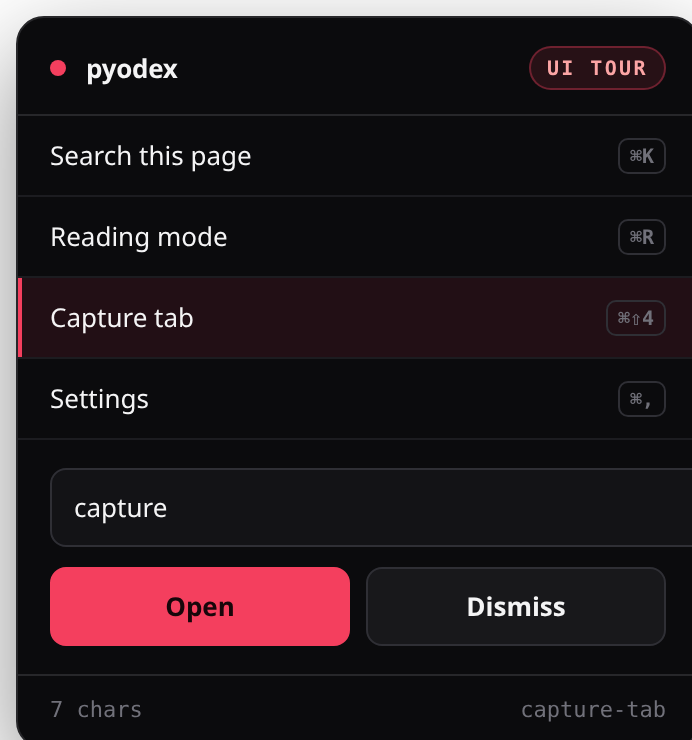 pyodex UI TOUR
Search this page ⌘K
Reading mode ⌘R
Capture tab ⌘⇧4
Settings ⌘,
capture
Open Dismiss
7 chars capture-tab